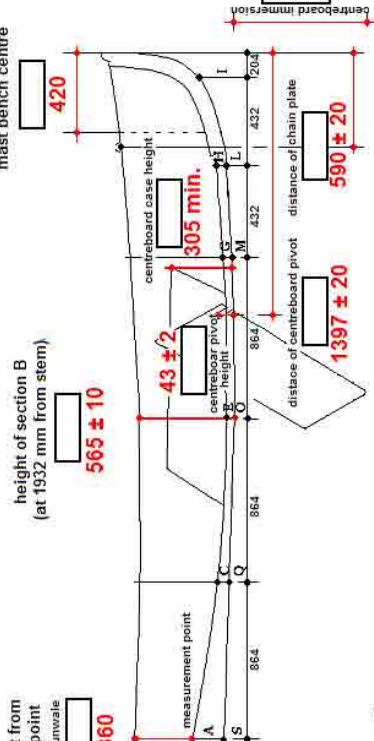 t from
point
unwale
60
measurement point
height of section B
(at 1932 mm from stem)
565 ± 10
43 ± 2
centreboar pivot
height
centreboard case height
305 min.
mast bench centre
420
A
C
E
G
H
I
S
Q
O
M
L
864
864
864
432
432
204
distace of centreboard pivot
1397 ± 20
distance of chain plate
590 ± 20
centreboard immersion